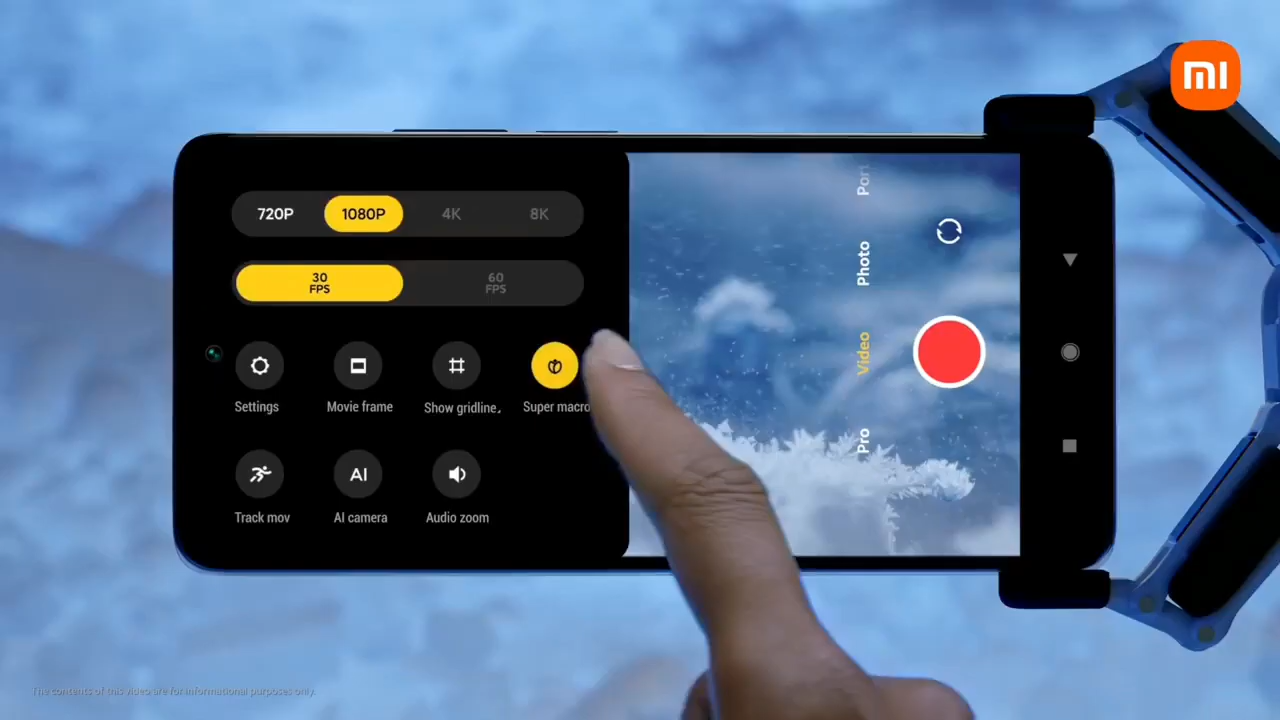 mi
720P 1080P 4K 8K
30 FPS
60 FPS
Settings Movie frame Show gridline, Super macro
Track mov AI camera Audio zoom
AI
Por
Photo
Video
Pro
The contents of this video are for informational purposes only.